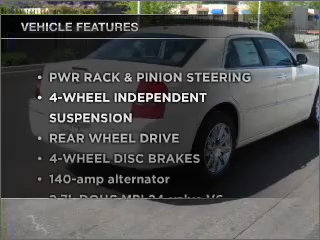 VEHICLE FEATURES
• PWR RACK & PINION STEERING
• 4-WHEEL INDEPENDENT
SUSPENSION
• REAR WHEEL DRIVE
• 4-WHEEL DISC BRAKES
• 140-amp alternator